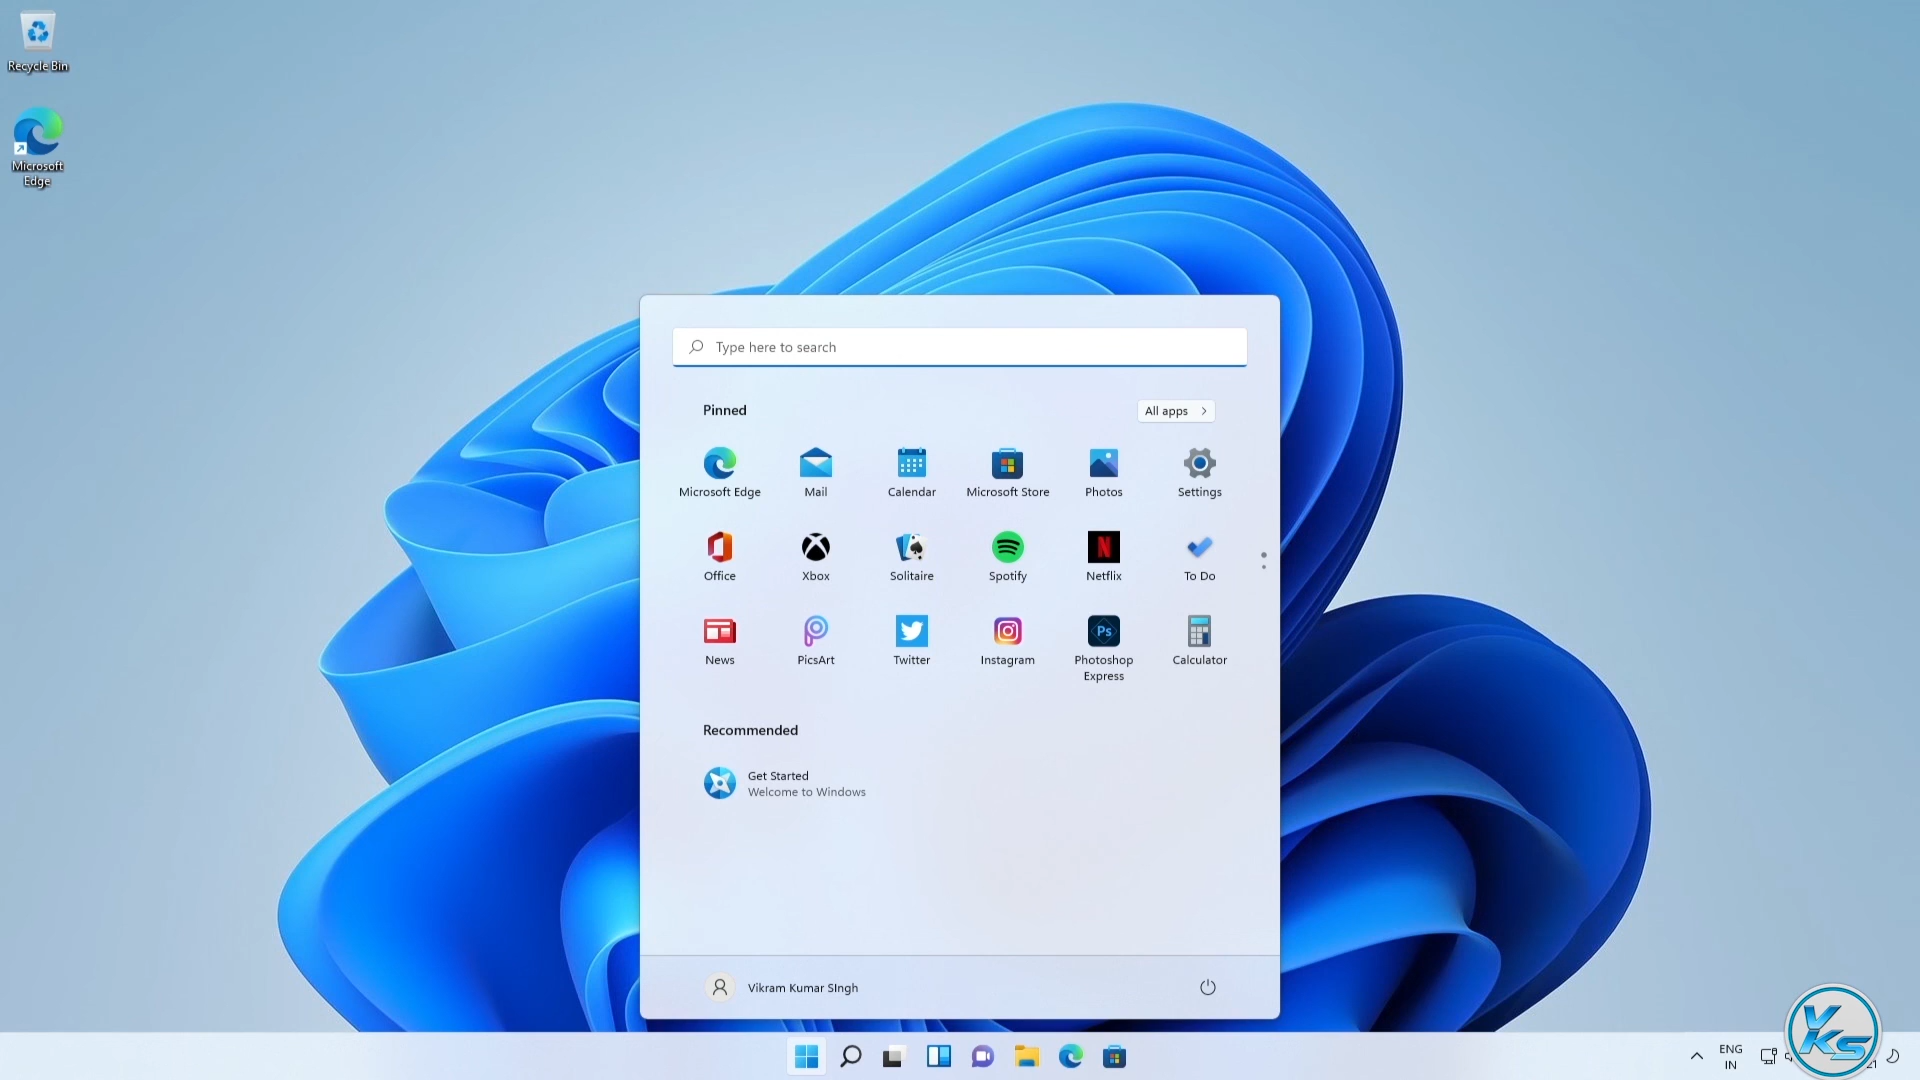 Recycle Bin
Microsoft
Edge
Type here to search
Pinned
All apps
Microsoft Edge
Mail
Calendar
Microsoft Store
Photos
Settings
Office
Xbox
Solitaire
Spotify
Netflix
To Do
News
PicsArt
Twitter
Instagram
Ps
Photoshop
Express
Calculator
Recommended
Get Started
Welcome to Windows
Vikram Kumar SIngh
ENG
IN
VKS